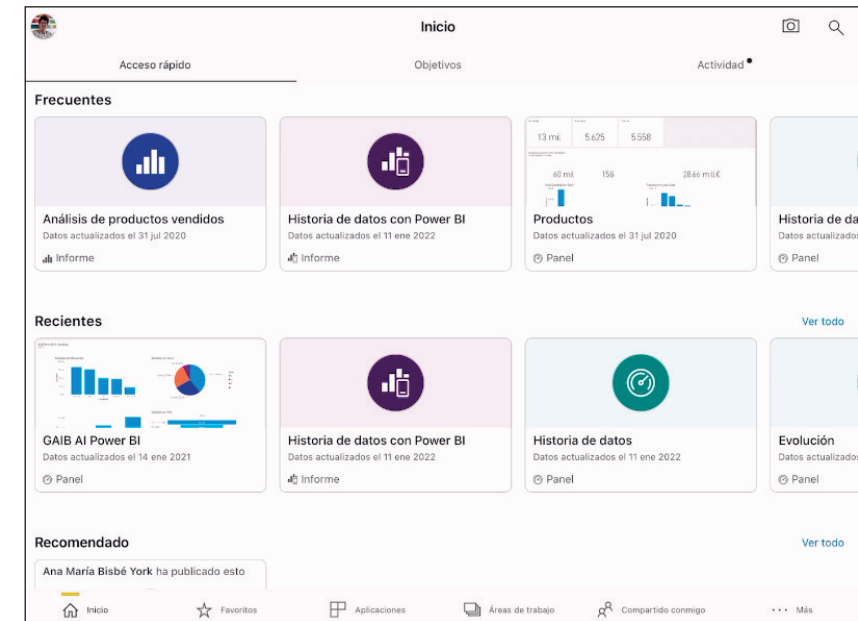 Inicio
Acceso rápido
Objetivos
Actividad
Frecuentes
Análisis de productos vendidos
Datos actualizados el 31 jul 2020
Informe
Historia de datos con Power BI
Datos actualizados el 11 ene 2022
Informe
13 mil 5.625 5.558
60 mil 158 28.66 mill.€
Productos
Datos actualizados el 31 jul 2020
Panel
Historia de da
Datos actualizados
Panel
Recientes
Ver todo
GAIB AI Power BI
Datos actualizados el 14 ene 2021
Panel
Historia de datos con Power BI
Datos actualizados el 11 ene 2022
Informe
Historia de datos
Datos actualizados el 11 ene 2022
Panel
Evolución
Datos actualizados
Panel
Recomendado
Ver todo
Ana María Bisbé York ha publicado esto
Inicio
Favoritos
Aplicaciones
Áreas de trabajo
Compartido conmigo
Más